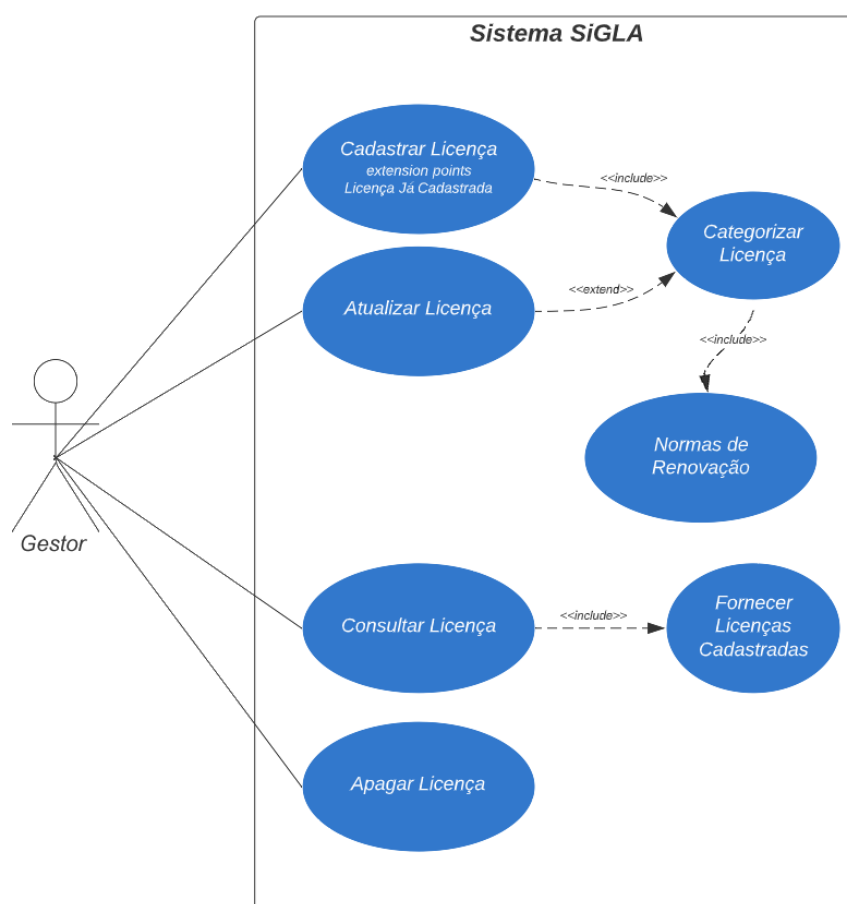 Sistema SiGLA
Cadastrar Licença
extension points
Licença Já Cadastrada
<<include>>
Categorizar
Licença
Atualizar Licença
<<extend>>
<<include>>
Normas de
Renovação
Gestor
Consultar Licença
<<include>>
Fornecer
Licenças
Cadastradas
Apagar Licença